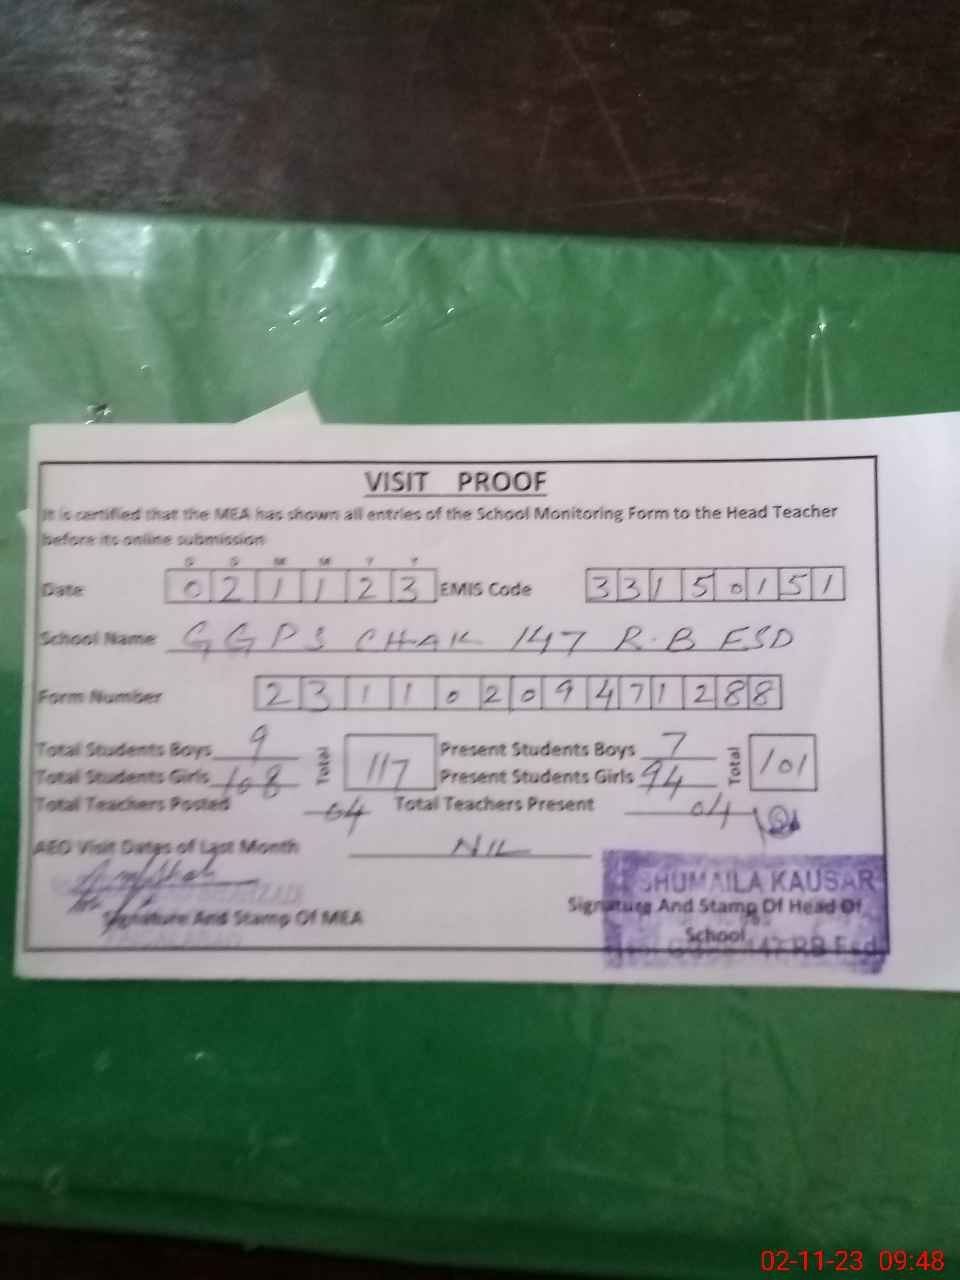 VISIT PROOF
It is certified that the MEA has shown all entries of the School Monitoring Form to the Head Teacher
before its online submission
D D M M Y Y
Date 0 2 1 1 2 3 EMIS Code 3 3 1 5 0 1 5 1
School Name GGPS CHAK 147 R.B FSD
Form Number 2 3 1 1 0 2 0 9 4 7 1 2 8 8
Total Students Boys 9 Total 117 Present Students Boys 7 Total 101
Total Students Girls 108 Present Students Girls 94
Total Teachers Posted 04 Total Teachers Present 04
AEO Visit Dates of Last Month NIL
SHUMAILA KAUSAR
Signature And Stamp Of MEA Signature And Stamp Of Head Of
School
147 RB Fsd
02-11-23 09:48